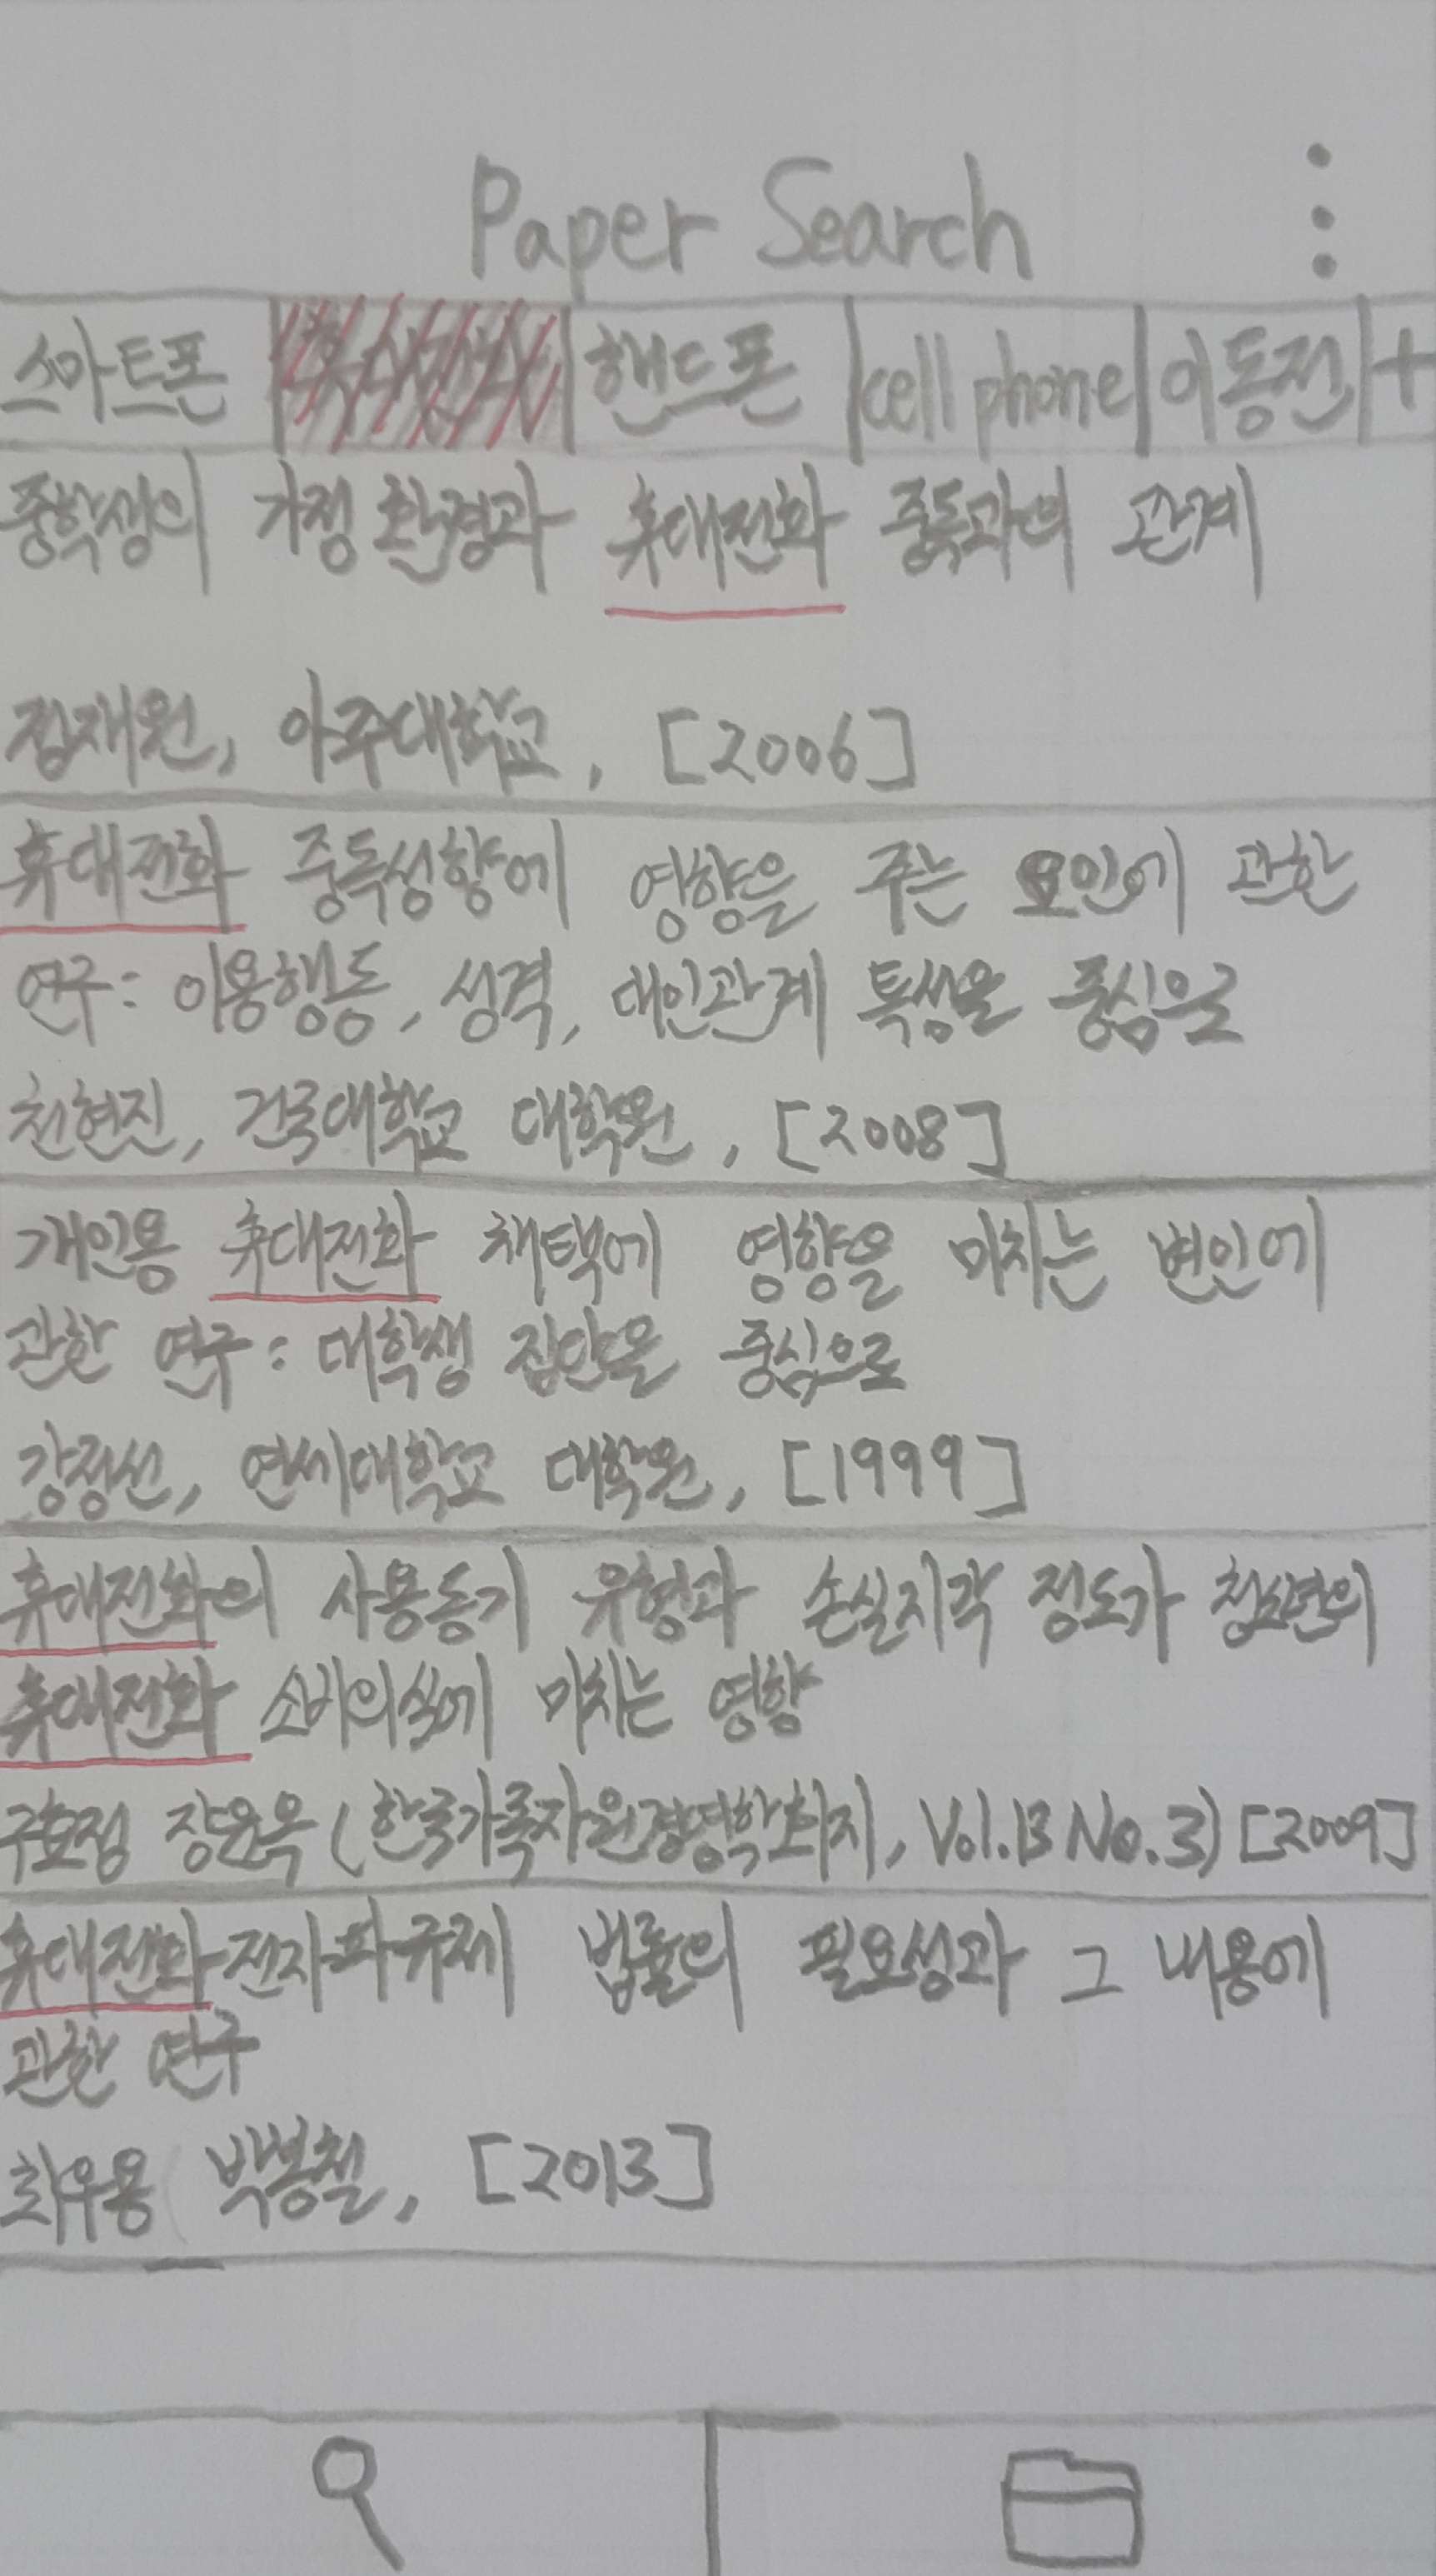 Paper Search
스마트폰 휴대전화 핸드폰 cell phone 이동전 +
중학생의 가정환경과 휴대전화 중독과의 관계
정재원, 아주대학교, [2006]
휴대전화 중독성향에 영향을 주는 요인에 관한
연구: 이용행동, 성격, 대인관계 특성을 중심으로
천현진, 건국대학교 대학원, [2008]
개인용 휴대전화 채택에 영향을 미치는 변인에
관한 연구: 대학생 집단을 중심으로
강정선, 연세대학교 대학원, [1999]
휴대전화의 사용동기 유형과 손실지각 정도가 청소년의
휴대전화 소비의식에 미치는 영향
구효정 장윤옥 (한국가족자원경영학회지, Vol.13 No.3) [2009]
휴대전화 전자파규제 법률의 필요성과 그 내용에
관한 연구
최우용 박봉철, [2013]